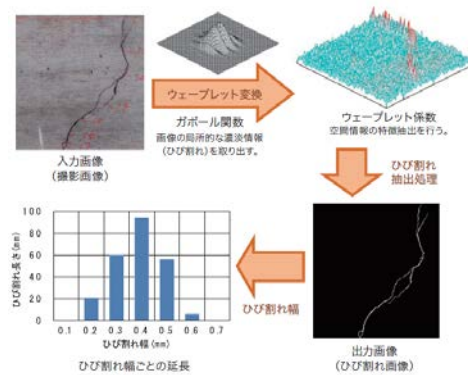 入力画像
(撮影画像)
ウェーブレット変換
ガボール関数
画像の局所的な濃淡情報
(ひび割れ)を取り出す。
ウェーブレット係数
空間情報の特徴抽出を行う。
ひび割れ
抽出処理
出力画像
(ひび割れ画像)
ひび割れ幅
ひび割れ長さ(mm)
100
80
60
40
20
0
0.1 0.2 0.3 0.4 0.5 0.6 0.7
ひび割れ幅(mm)
ひび割れ幅ごとの延長